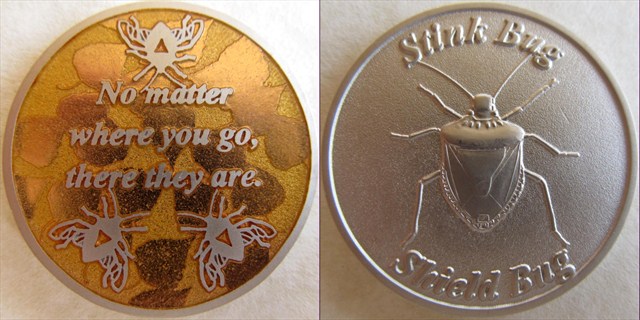 No matter
where you go,
there they are.
Stink Bug
Shield Bug